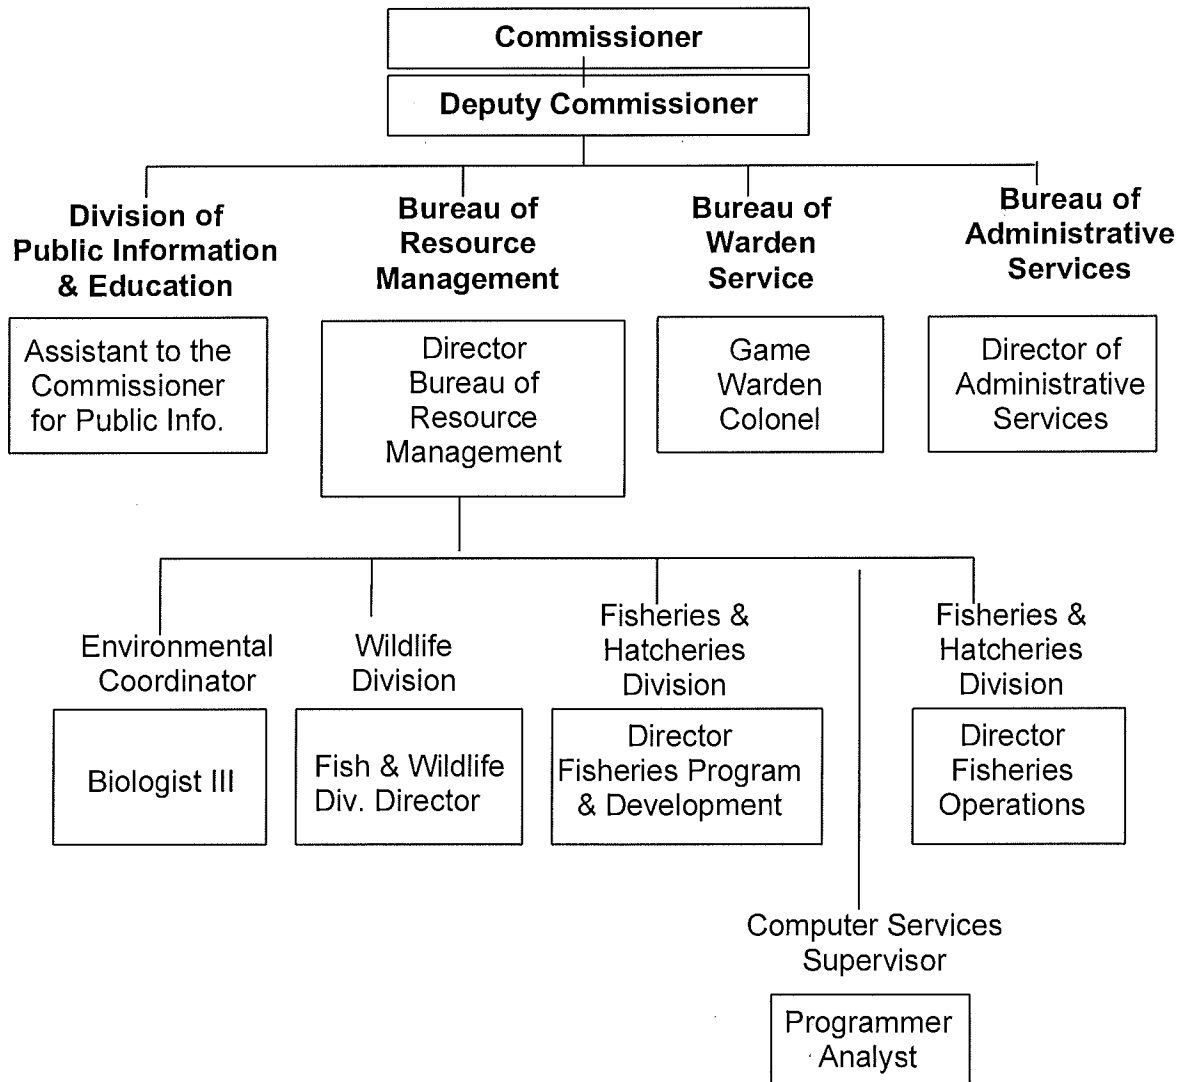 Commissioner
Deputy Commissioner
Division of
Public Information
& Education
Bureau of
Resource
Management
Bureau of
Warden
Service
Bureau of
Administrative
Services
Assistant to the
Commissioner
for Public Info.
Director
Bureau of
Resource
Management
Game
Warden
Colonel
Director of
Administrative
Services
Environmental
Coordinator
Wildlife
Division
Fisheries &
Hatcheries
Division
Fisheries &
Hatcheries
Division
Biologist III
Fish & Wildlife
Div. Director
Director
Fisheries Program
& Development
Director
Fisheries
Operations
Computer Services
Supervisor
Programmer
Analyst